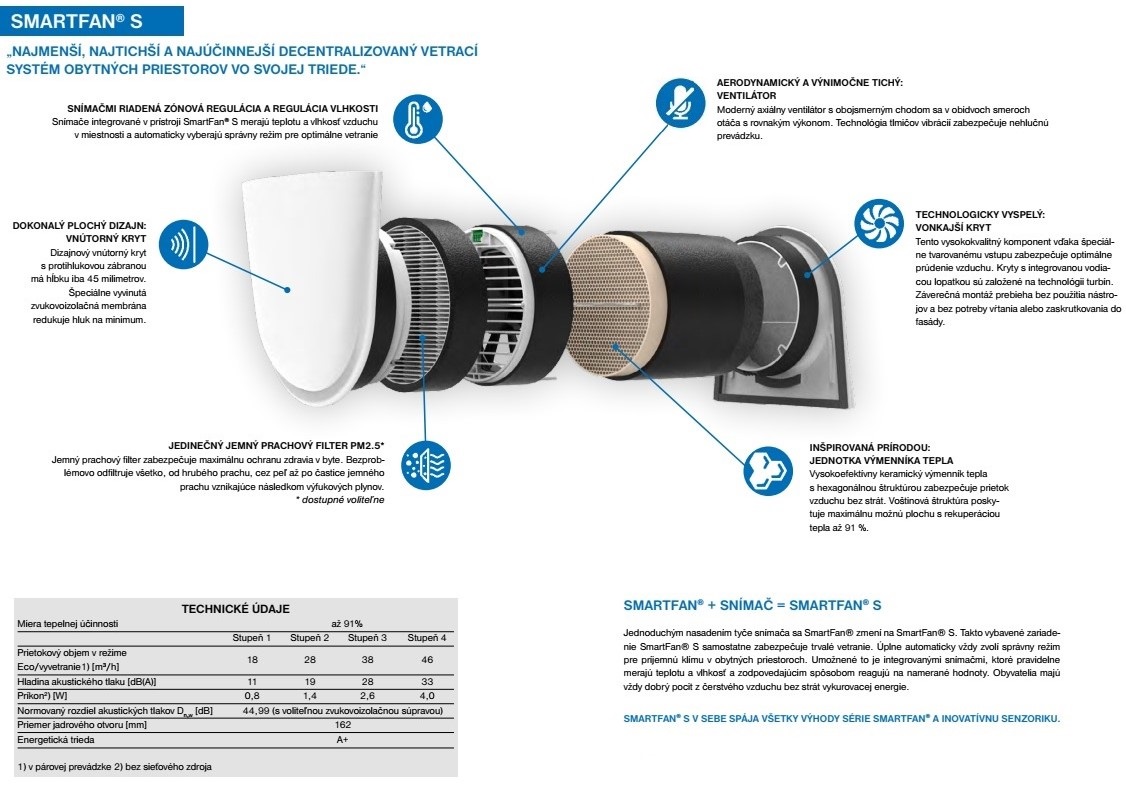 SMARTFAN® S
„NAJMENŠÍ, NAJTICHŠÍ A NAJÚČINNEJŠÍ DECENTRALIZOVANÝ VETRACÍ
SYSTÉM OBYTNÝCH PRIESTOROV VO SVOJEJ TRIEDE.“
SNÍMAČMI RIADENÁ ZÓNOVÁ REGULÁCIA A REGULÁCIA VLHKOSTI
Snímače integrované v prístroji SmartFan® S merajú teplotu a vlhkosť vzduchu
v miestnosti a automaticky vyberajú správny režim pre optimálne vetranie
AERODYNAMICKÝ A VÝNIMOČNE TICHÝ:
VENTILÁTOR
Moderný axiálny ventilátor s obojsmerným chodom sa v obidvoch smeroch
otáča s rovnakým výkonom. Technológia tlmičov vibrácií zabezpečuje nehlučnú
prevádzku.
DOKONALÝ PLOCHÝ DIZAJN:
VNÚTORNÝ KRYT
Dizajnový vnútorný kryt
s protihlukovou zábranou
má hĺbku iba 45 milimetrov.
Špeciálne vyvinutá
zvukovoizolačná membrána
redukuje hluk na minimum.
TECHNOLOGICKY VYSPELÝ:
VONKAJŠÍ KRYT
Tento vysokokvalitný komponent vďaka špeciál-
ne tvarovanému vstupu zabezpečuje optimálne
prúdenie vzduchu. Kryty s integrovanou vodia-
cou lopatkou sú založené na technológii turbín.
Záverečná montáž prebieha bez použitia nástro-
jov a bez potreby vŕtania alebo zaskrutkovania do
fasády.
JEDINEČNÝ JEMNÝ PRACHOVÝ FILTER PM2.5*
Jemný prachový filter zabezpečuje maximálnu ochranu zdravia v byte. Bezprob-
lémovo odfiltruje všetko, od hrubého prachu, cez peľ až po častice jemného
prachu vznikajúce následkom výfukových plynov.
* dostupné voliteľne
INŠPIROVANÁ PRÍRODOU:
JEDNOTKA VÝMENNÍKA TEPLA
Vysokoefektívny keramický výmenník tepla
s hexagonálnou štruktúrou zabezpečuje prietok
vzduchu bez strát. Voštinová štruktúra posky-
tuje maximálnu možnú plochu s rekuperáciou
tepla až 91 %.
TECHNICKÉ ÚDAJE
Miera tepelnej účinnosti až 91%
Stupeň 1 Stupeň 2 Stupeň 3 Stupeň 4
Prietokový objem v režime
Eco/vyvetranie1) [m³/h] 18 28 38 46
Hladina akustického tlaku [dB(A)] 11 19 28 33
Príkon²) [W] 0,8 1,4 2,6 4,0
Normovaný rozdiel akustických tlakov Dn,w [dB] 44,99 (s voliteľnou zvukovoizolačnou súpravou)
Priemer jadrového otvoru [mm] 162
Energetická trieda A+
1) v párovej prevádzke 2) bez sieťového zdroja
SMARTFAN® + SNÍMAČ = SMARTFAN® S
Jednoduchým nasadením tyče snímača sa SmartFan® zmení na SmartFan® S. Takto vybavené zariade-
nie SmartFan® S samostatne zabezpečuje trvalé vetranie. Úplne automaticky vždy zvolí správny režim
pre príjemnú klímu v obytných priestoroch. Umožnené to je integrovanými snímačmi, ktoré pravidelne
merajú teplotu a vlhkosť a zodpovedajúcim spôsobom reagujú na namerané hodnoty. Obyvatelia majú
vždy dobrý pocit z čerstvého vzduchu bez strát vykurovacej energie.
SMARTFAN® S V SEBE SPÁJA VŠETKY VÝHODY SÉRIE SMARTFAN® A INOVATÍVNU SENZORIKU.